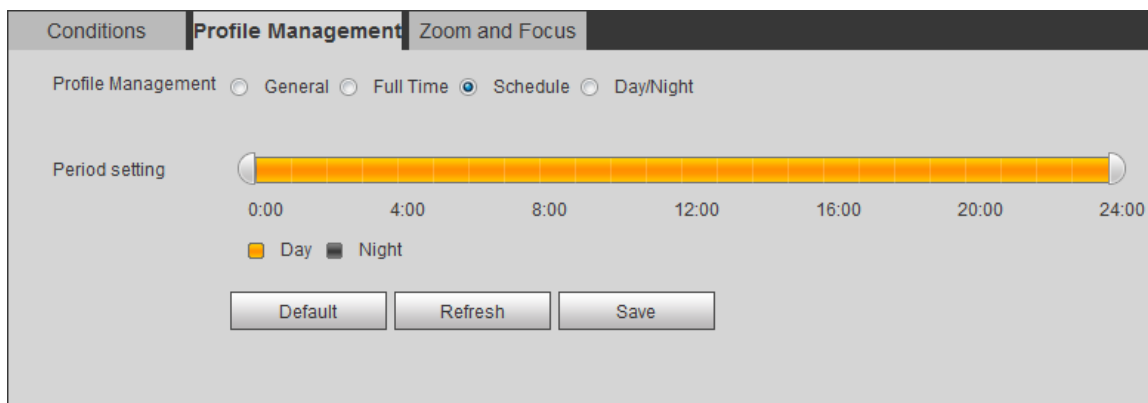 Conditions Profile Management Zoom and Focus
Profile Management General Full Time Schedule Day/Night
Period setting
0:00 4:00 8:00 12:00 16:00 20:00 24:00
Day Night
Default Refresh Save